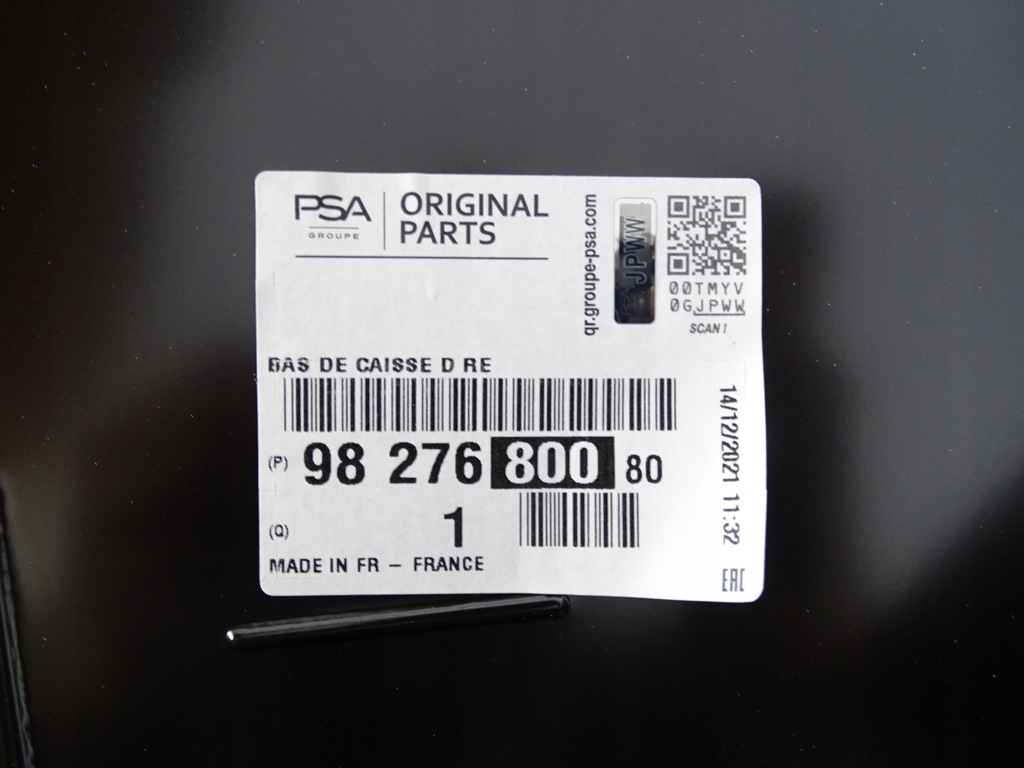 PSA
GROUPE
ORIGINAL
PARTS
qr.groupe-psa.com
JPWW
00TMYV
0GJPWW
SCAN !
BAS DE CAISSE D RE
(P) 98 276 800 80
(Q) 1
MADE IN FR – FRANCE
14/12/2021 11:32
EAC